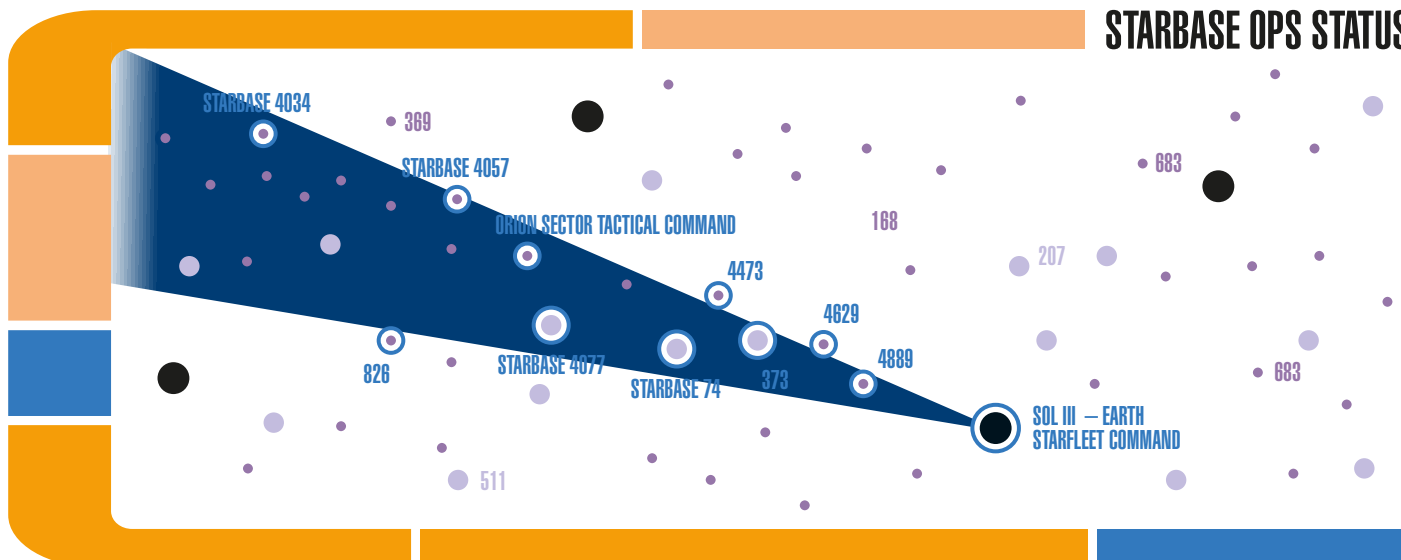 STARBASE OPS STATUS
STARBASE 4034
369
STARBASE 4057
683
ORION SECTOR TACTICAL COMMAND
168
207
4473
4629
826
STARBASE 4077
STARBASE 74
373
4889
683
SOL III — EARTH
STARFLEET COMMAND
511